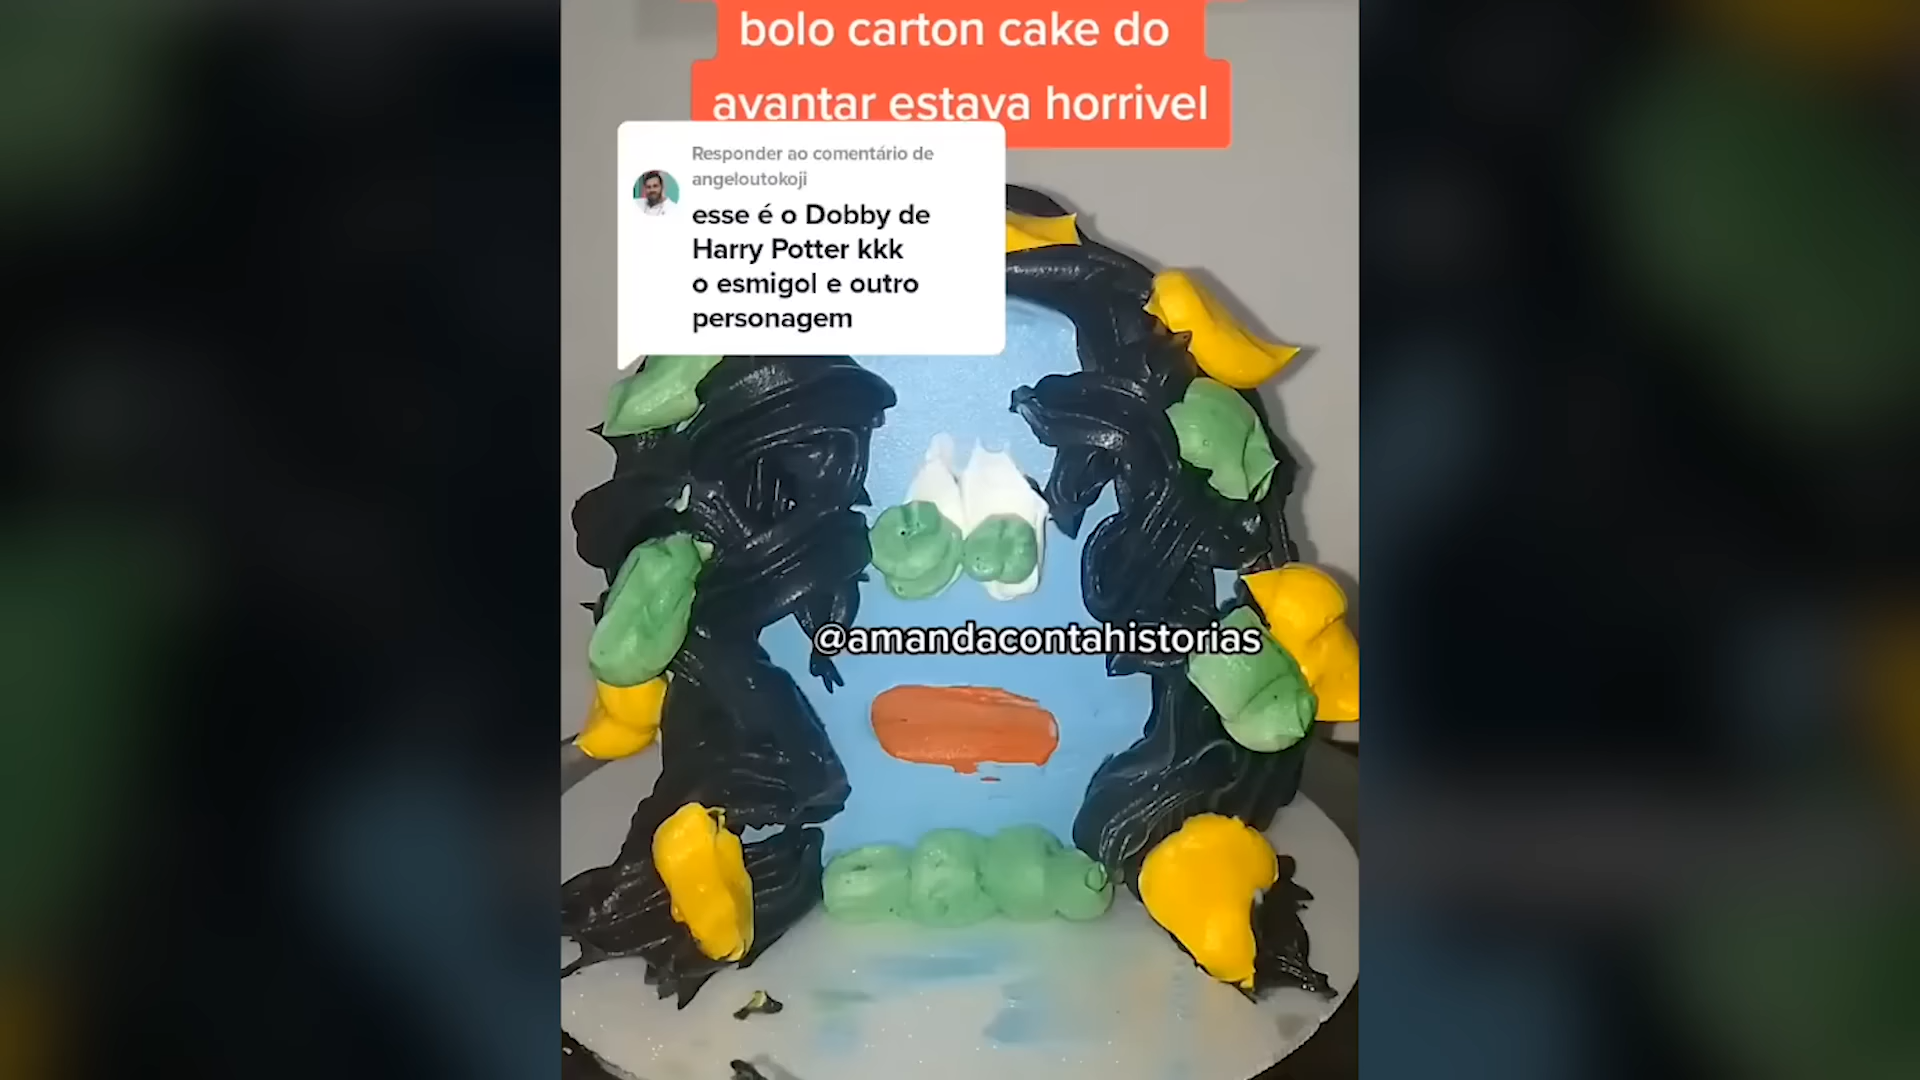 bolo carton cake do
avantar estava horrivel
Responder ao comentário de
angeloutokoji
esse é o Dobby de
Harry Potter kkk
o esmigol e outro
personagem
@amandacontahistorias